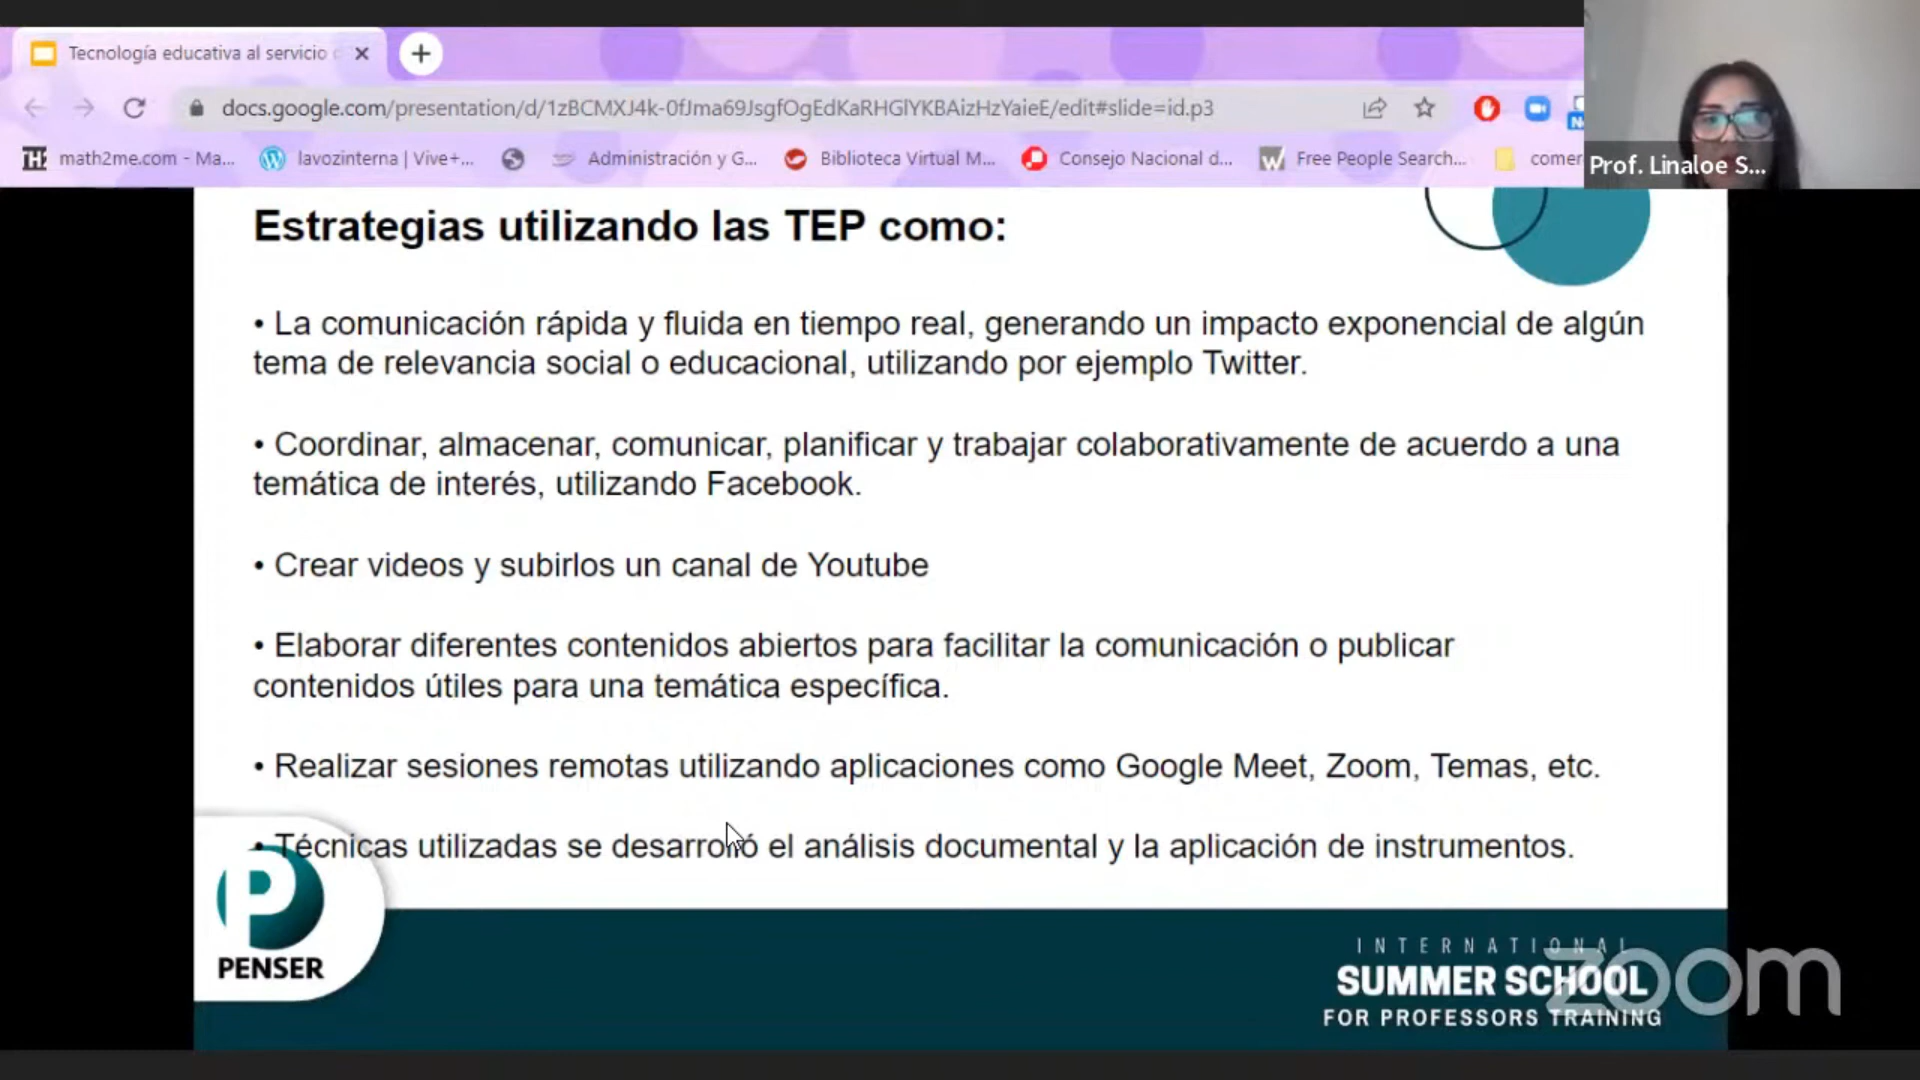 Tecnología educativa al servicio
docs.google.com/presentation/d/1zBCMXJ4k-0fJma69JsgfOgEdKaRHGlYKBAizHzYaieE/edit#slide=id.p3
math2me.com - Ma...
lavozinterna | Vive+...
Administración y G...
Biblioteca Virtual M...
Consejo Nacional d...
Free People Search...
comer
Prof. Linaloe S...
Estrategias utilizando las TEP como:
• La comunicación rápida y fluida en tiempo real, generando un impacto exponencial de algún
tema de relevancia social o educacional, utilizando por ejemplo Twitter.
• Coordinar, almacenar, comunicar, planificar y trabajar colaborativamente de acuerdo a una
temática de interés, utilizando Facebook.
• Crear videos y subirlos un canal de Youtube
• Elaborar diferentes contenidos abiertos para facilitar la comunicación o publicar
contenidos útiles para una temática específica.
• Realizar sesiones remotas utilizando aplicaciones como Google Meet, Zoom, Temas, etc.
• Técnicas utilizadas se desarrolló el análisis documental y la aplicación de instrumentos.
P
PENSER
INTERNATIONAL
SUMMER SCHOOL
FOR PROFESSORS TRAINING
zoom